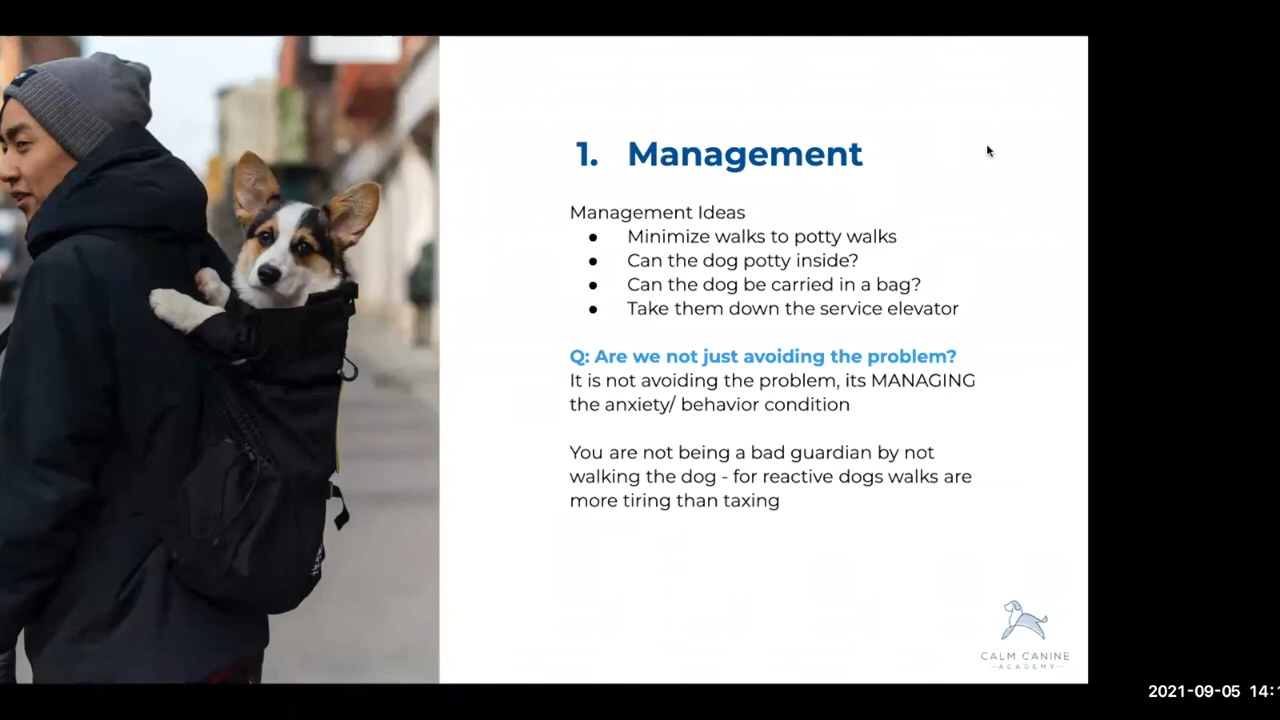 1. Management
Management Ideas
● Minimize walks to potty walks
● Can the dog potty inside?
● Can the dog be carried in a bag?
● Take them down the service elevator
Q: Are we not just avoiding the problem?
It is not avoiding the problem, its MANAGING
the anxiety/ behavior condition
You are not being a bad guardian by not
walking the dog - for reactive dogs walks are
more tiring than taxing
CALM CANINE
ACADEMY
2021-09-05 14: